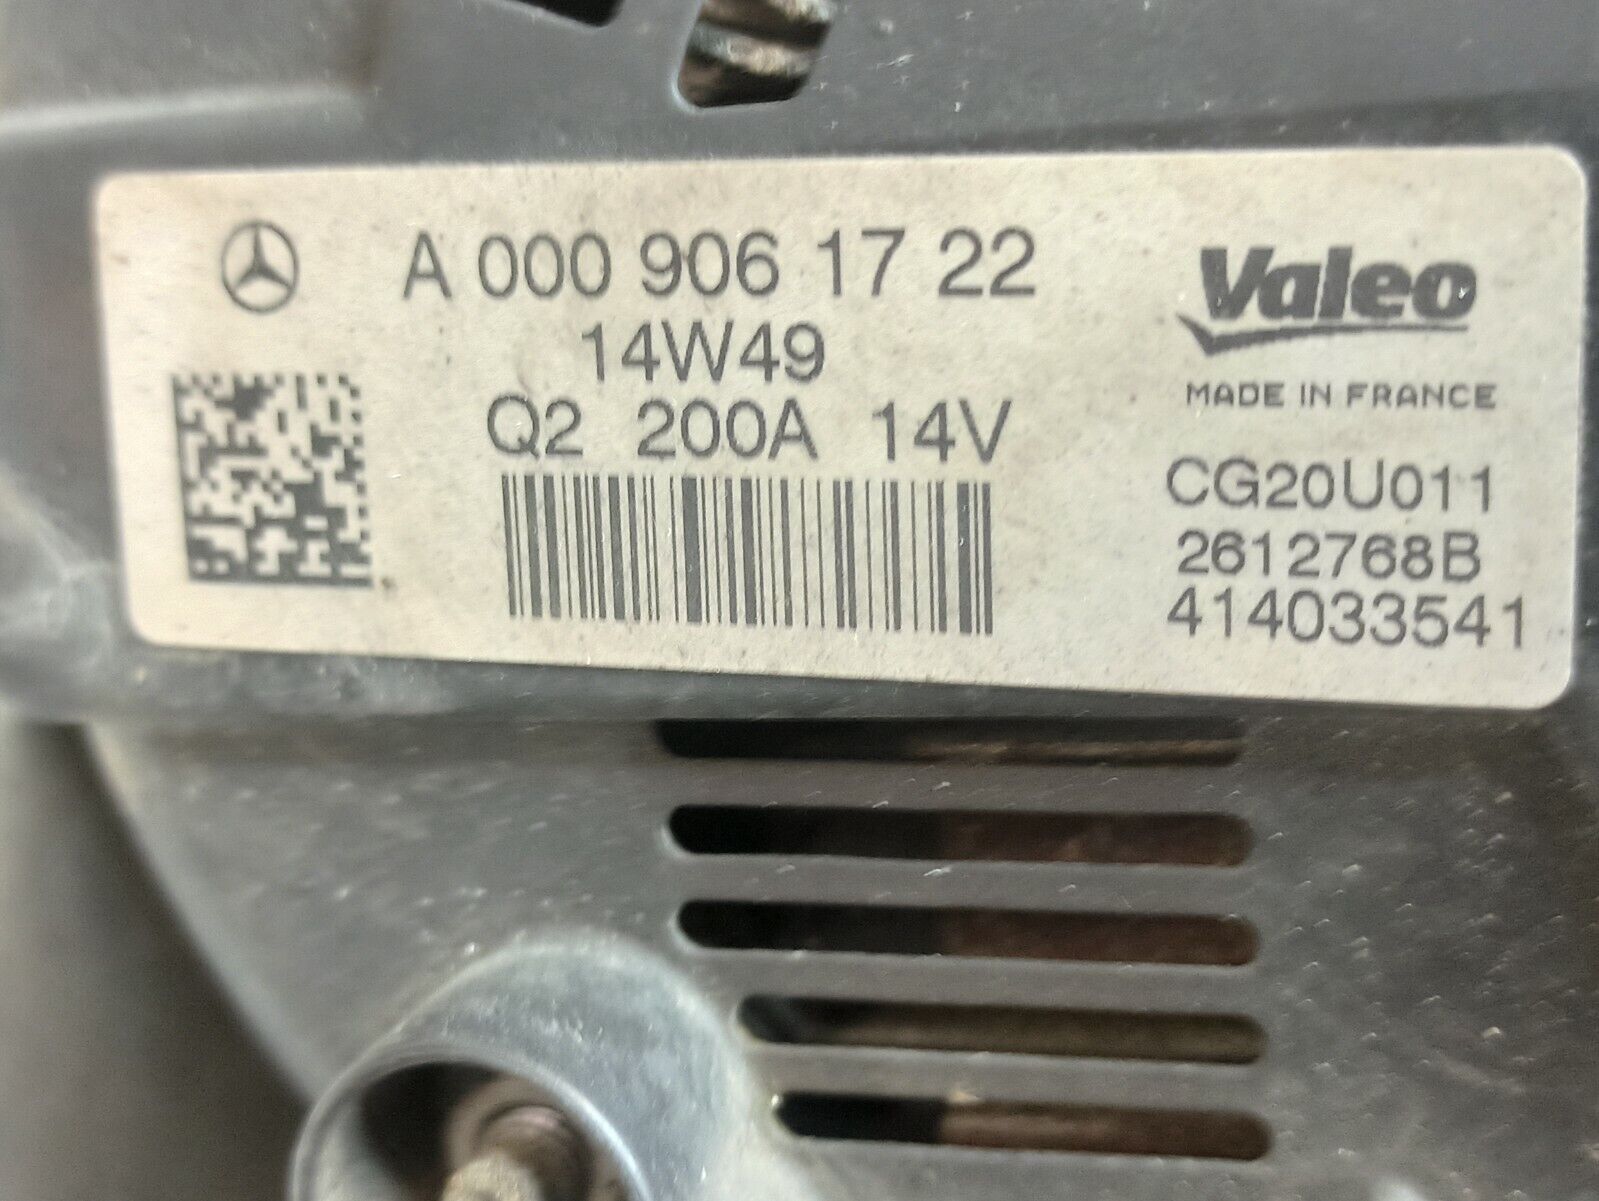 A 000 906 17 22
14W49
Q2 200A 14V
Valeo
MADE IN FRANCE
CG20U011
2612768B
414033541